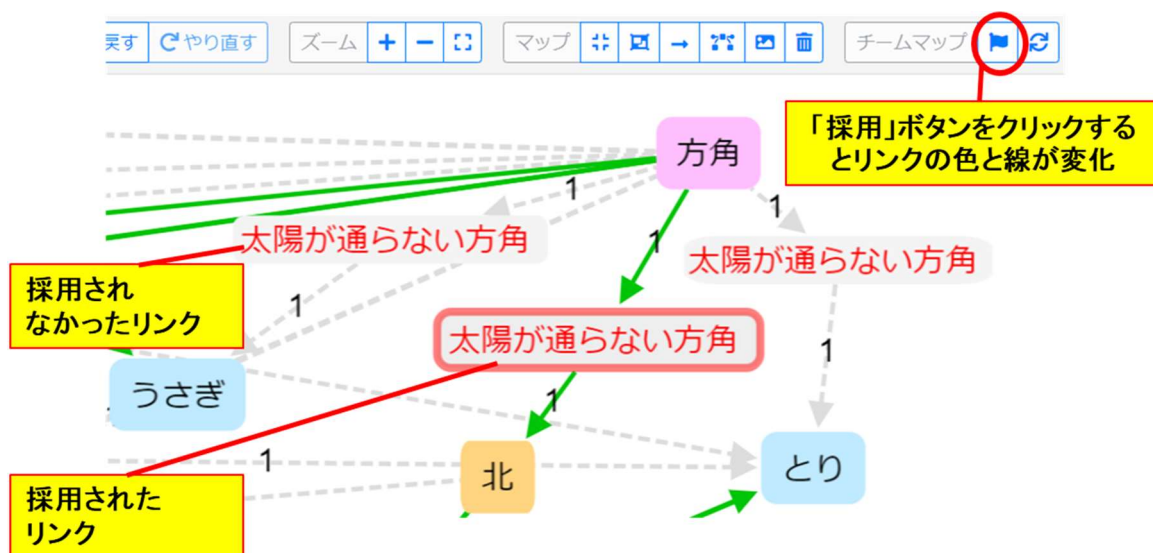 戻す やり直す ズーム マップ チームマップ
「採用」ボタンをクリックする
とリンクの色と線が変化
方角
1
1
1
太陽が通らない方角
太陽が通らない方角
採用され
なかったリンク
1
太陽が通らない方角
1
うさぎ
1
1
北
とり
採用された
リンク